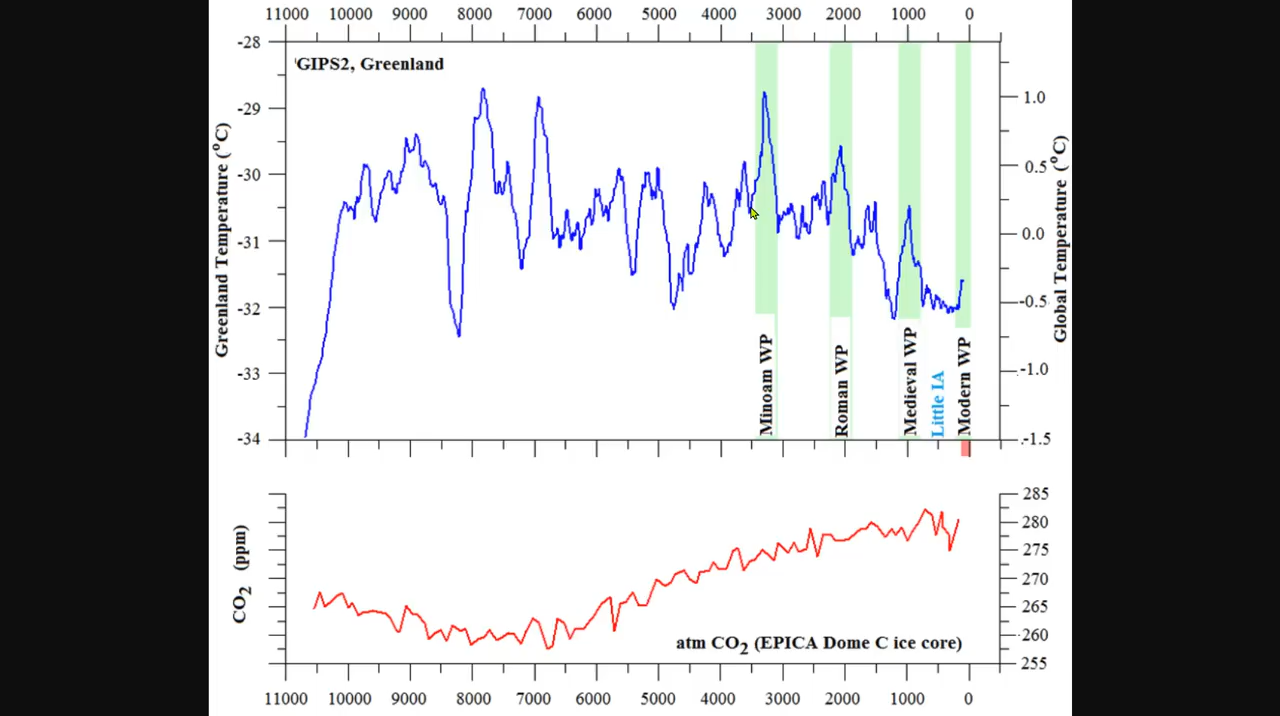 11000 10000 9000 8000 7000 6000 5000 4000 3000 2000 1000 0
'GIPS2, Greenland
Greenland Temperature (°C)
-28
-29
-30
-31
-32
-33
-34
1.0
0.5
0.0
-0.5
-1.0
-1.5
Global Temperature (°C)
Minoam WP
Roman WP
Medieval WP
Little IA
Modern WP
CO2 (ppm)
285
280
275
270
265
260
255
atm CO2 (EPICA Dome C ice core)
11000 10000 9000 8000 7000 6000 5000 4000 3000 2000 1000 0